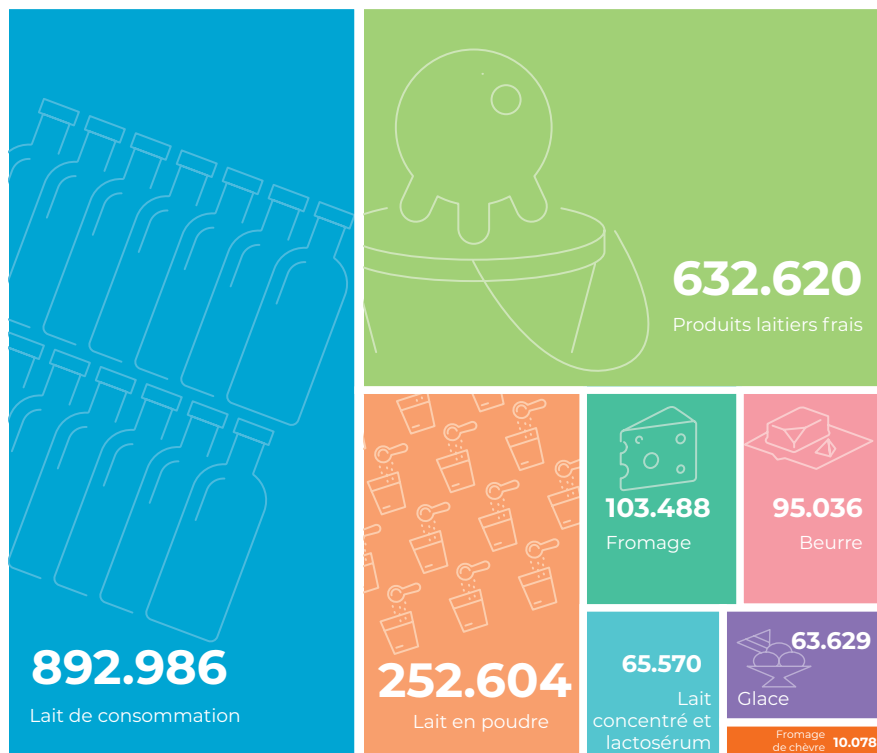 892.986
Lait de consommation
632.620
Produits laitiers frais
252.604
Lait en poudre
103.488
Fromage
95.036
Beurre
65.570
Lait
concentré et
lactosérum
63.629
Glace
Fromage
de chèvre 10.078